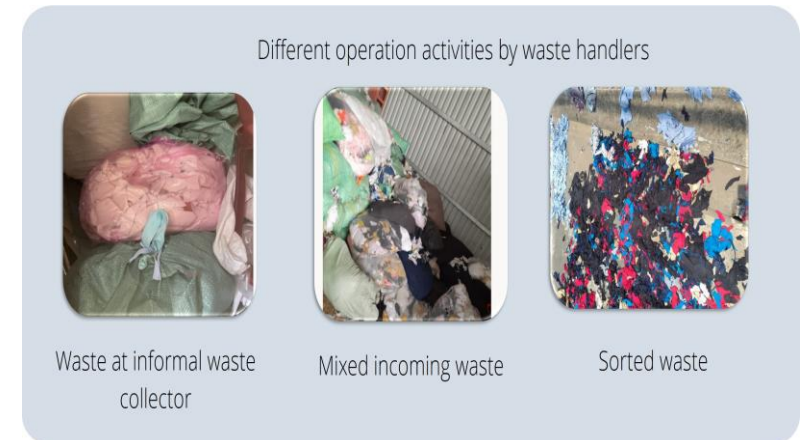 Different operation activities by waste handlers
Waste at informal waste
collector
Mixed incoming waste
Sorted waste